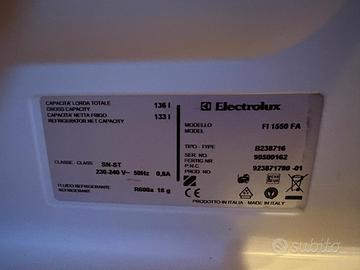 CAPACITA' LORDA TOTALE 136 l
GROSS CAPACITY
CAPACITA' NETTA FRIGO 133 l
REFRIGERATOR NET CAPACITY
CLASSE - CLASS SN-ST
230-240 V~ 50Hz 0,8A
FLUIDO REFRIGERANTE
REFRIGERANT R600a 18 g
Electrolux
MODELLO FI 1550 FA
MODEL
TIPO - TYPE B238716
SER. NO. 90500162
FERTIG NR
P.N.C. 923871780 -01
PROD NO
PRODOTTO IN ITALIA - MADE IN ITALY
subito